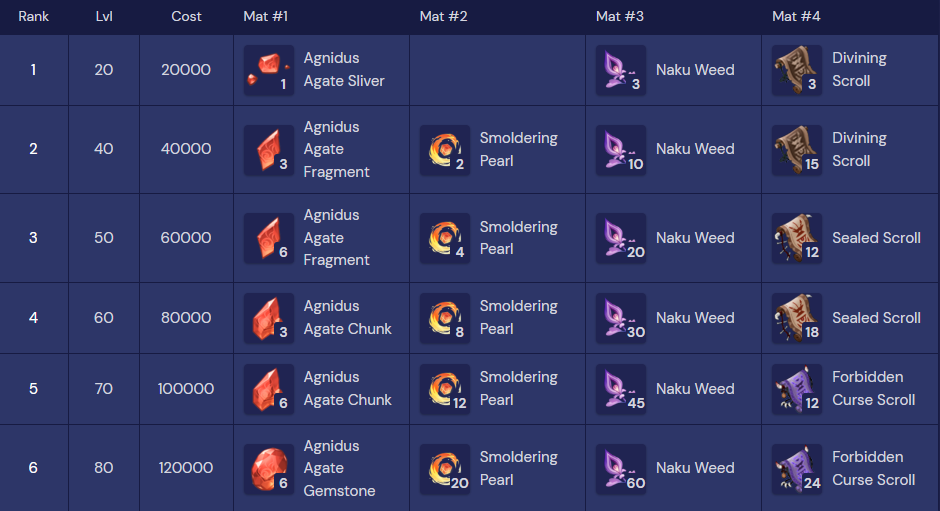 Rank Lvl Cost Mat #1 Mat #2 Mat #3 Mat #4
1 20 20000 1 Agnidus Agate Sliver 3 Naku Weed 3 Divining Scroll
2 40 40000 3 Agnidus Agate Fragment 2 Smoldering Pearl 10 Naku Weed 15 Divining Scroll
3 50 60000 6 Agnidus Agate Fragment 4 Smoldering Pearl 20 Naku Weed 12 Sealed Scroll
4 60 80000 3 Agnidus Agate Chunk 8 Smoldering Pearl 30 Naku Weed 18 Sealed Scroll
5 70 100000 6 Agnidus Agate Chunk 12 Smoldering Pearl 45 Naku Weed 12 Forbidden Curse Scroll
6 80 120000 6 Agnidus Agate Gemstone 20 Smoldering Pearl 60 Naku Weed 24 Forbidden Curse Scroll